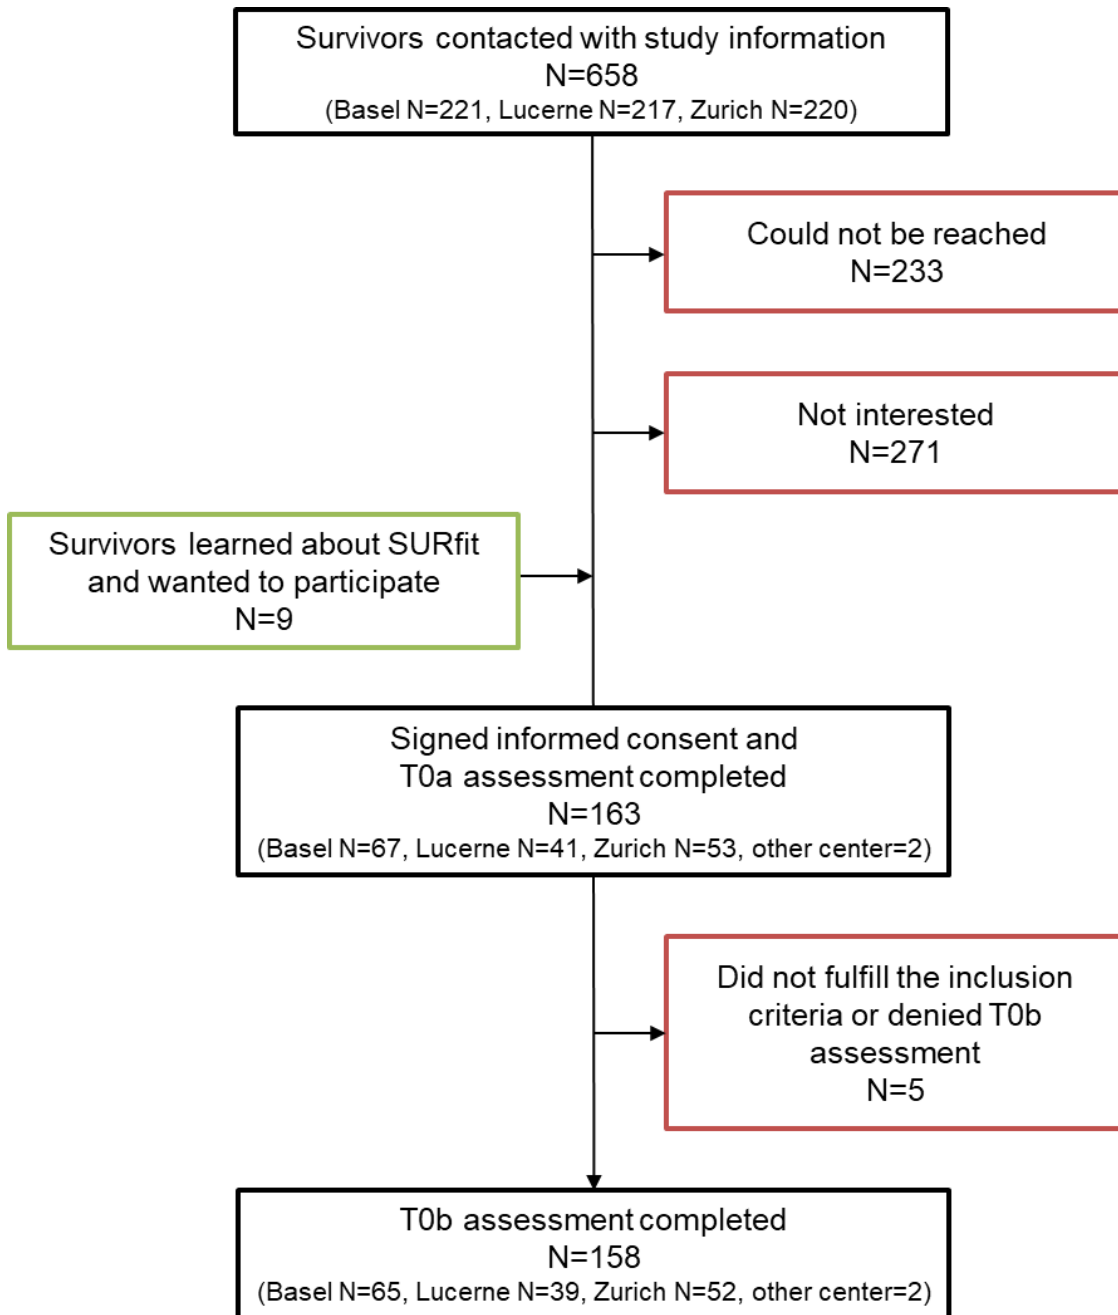 Survivors contacted with study information
N=658
(Basel N=221, Lucerne N=217, Zurich N=220)
Could not be reached
N=233
Not interested
N=271
Survivors learned about SURfit
and wanted to participate
N=9
Signed informed consent and
T0a assessment completed
N=163
(Basel N=67, Lucerne N=41, Zurich N=53, other center=2)
Did not fulfill the inclusion
criteria or denied T0b
assessment
N=5
T0b assessment completed
N=158
(Basel N=65, Lucerne N=39, Zurich N=52, other center=2)